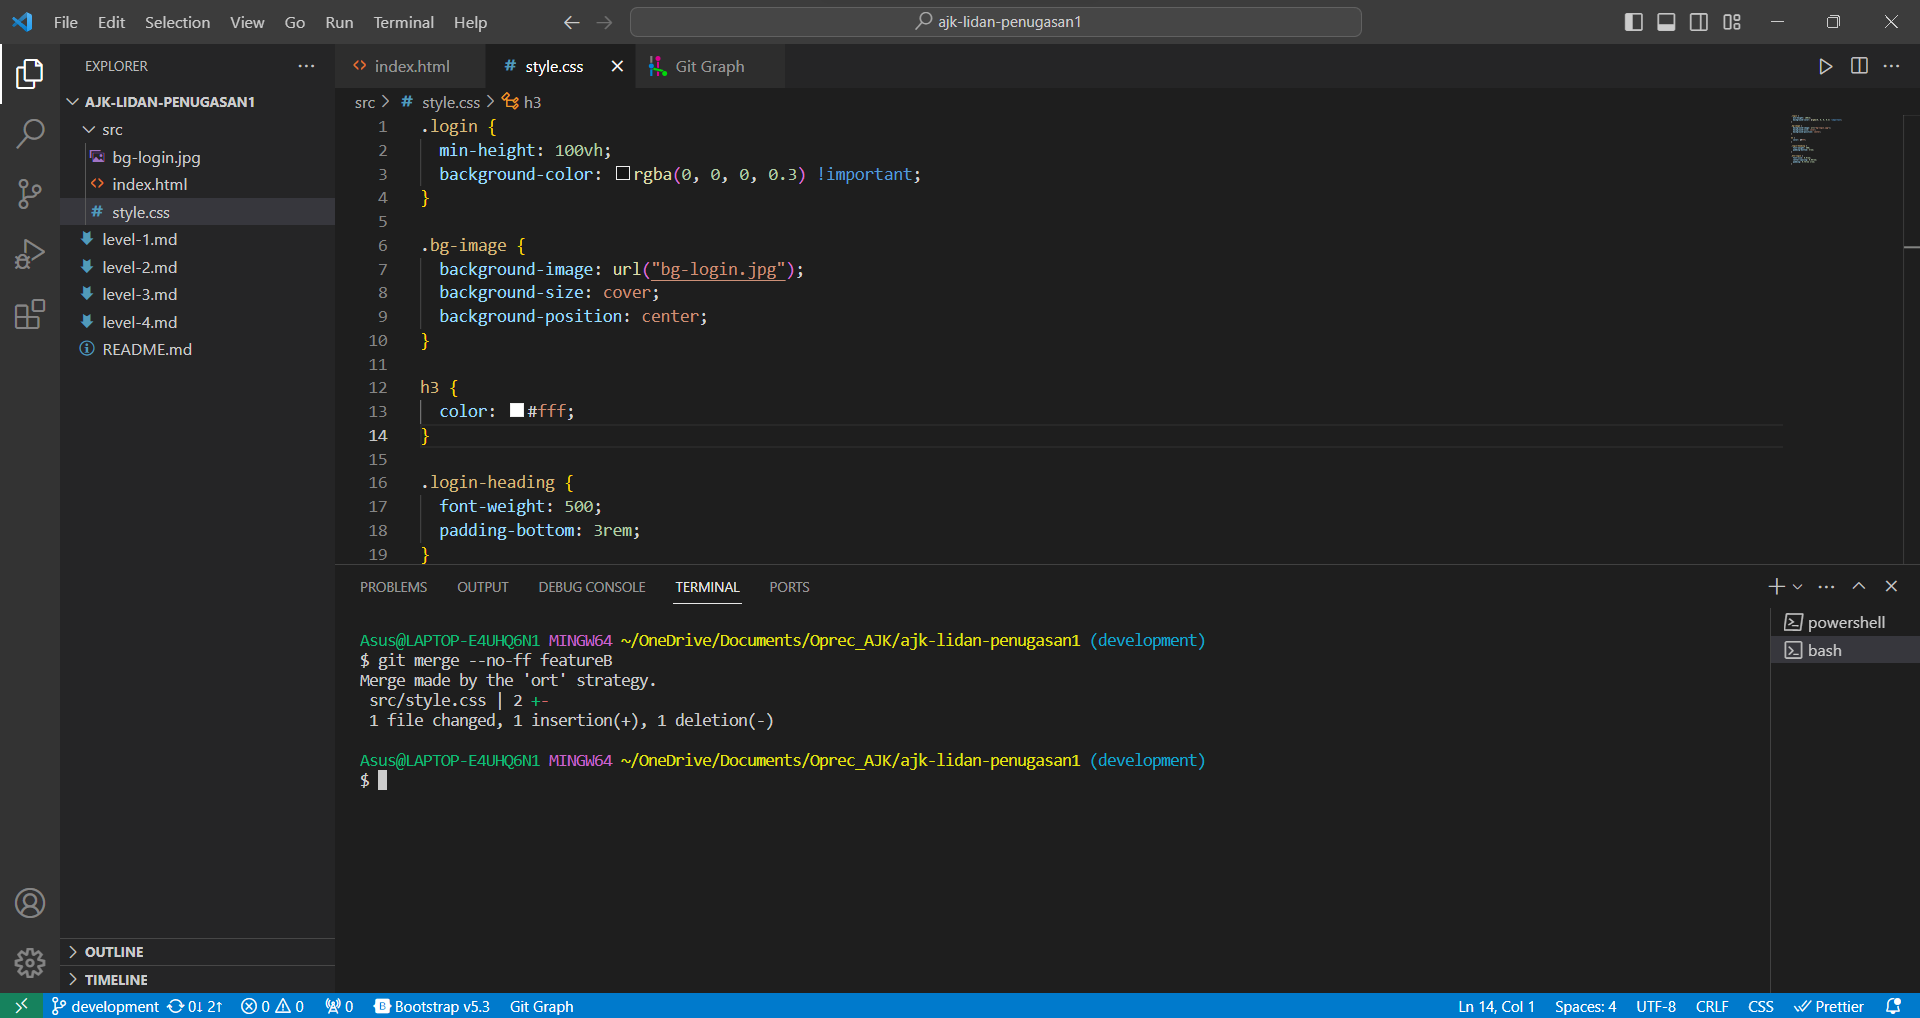 File Edit Selection View Go Run Terminal Help
ajk-lidan-penugasan1
EXPLORER
AJK-LIDAN-PENUGASAN1
src
bg-login.jpg
index.html
style.css
level-1.md
level-2.md
level-3.md
level-4.md
README.md
OUTLINE
TIMELINE
index.html
# style.css
Git Graph
src > # style.css > h3
1 .login {
2 min-height: 100vh;
3 background-color: rgba(0, 0, 0, 0.3) !important;
4 }
5
6 .bg-image {
7 background-image: url("bg-login.jpg");
8 background-size: cover;
9 background-position: center;
10 }
11
12 h3 {
13 color: #fff;
14 }
15
16 .login-heading {
17 font-weight: 500;
18 padding-bottom: 3rem;
19 }
PROBLEMS OUTPUT DEBUG CONSOLE TERMINAL PORTS
Asus@LAPTOP-E4UHQ6N1 MINGW64 ~/OneDrive/Documents/Oprec_AJK/ajk-lidan-penugasan1 (development)
$ git merge --no-ff featureB
Merge made by the 'ort' strategy.
src/style.css | 2 +-
1 file changed, 1 insertion(+), 1 deletion(-)
Asus@LAPTOP-E4UHQ6N1 MINGW64 ~/OneDrive/Documents/Oprec_AJK/ajk-lidan-penugasan1 (development)
$
powershell
bash
development 0↓ 2↑ 0 0 0 Bootstrap v5.3 Git Graph
Ln 14, Col 1 Spaces: 4 UTF-8 CRLF CSS Prettier